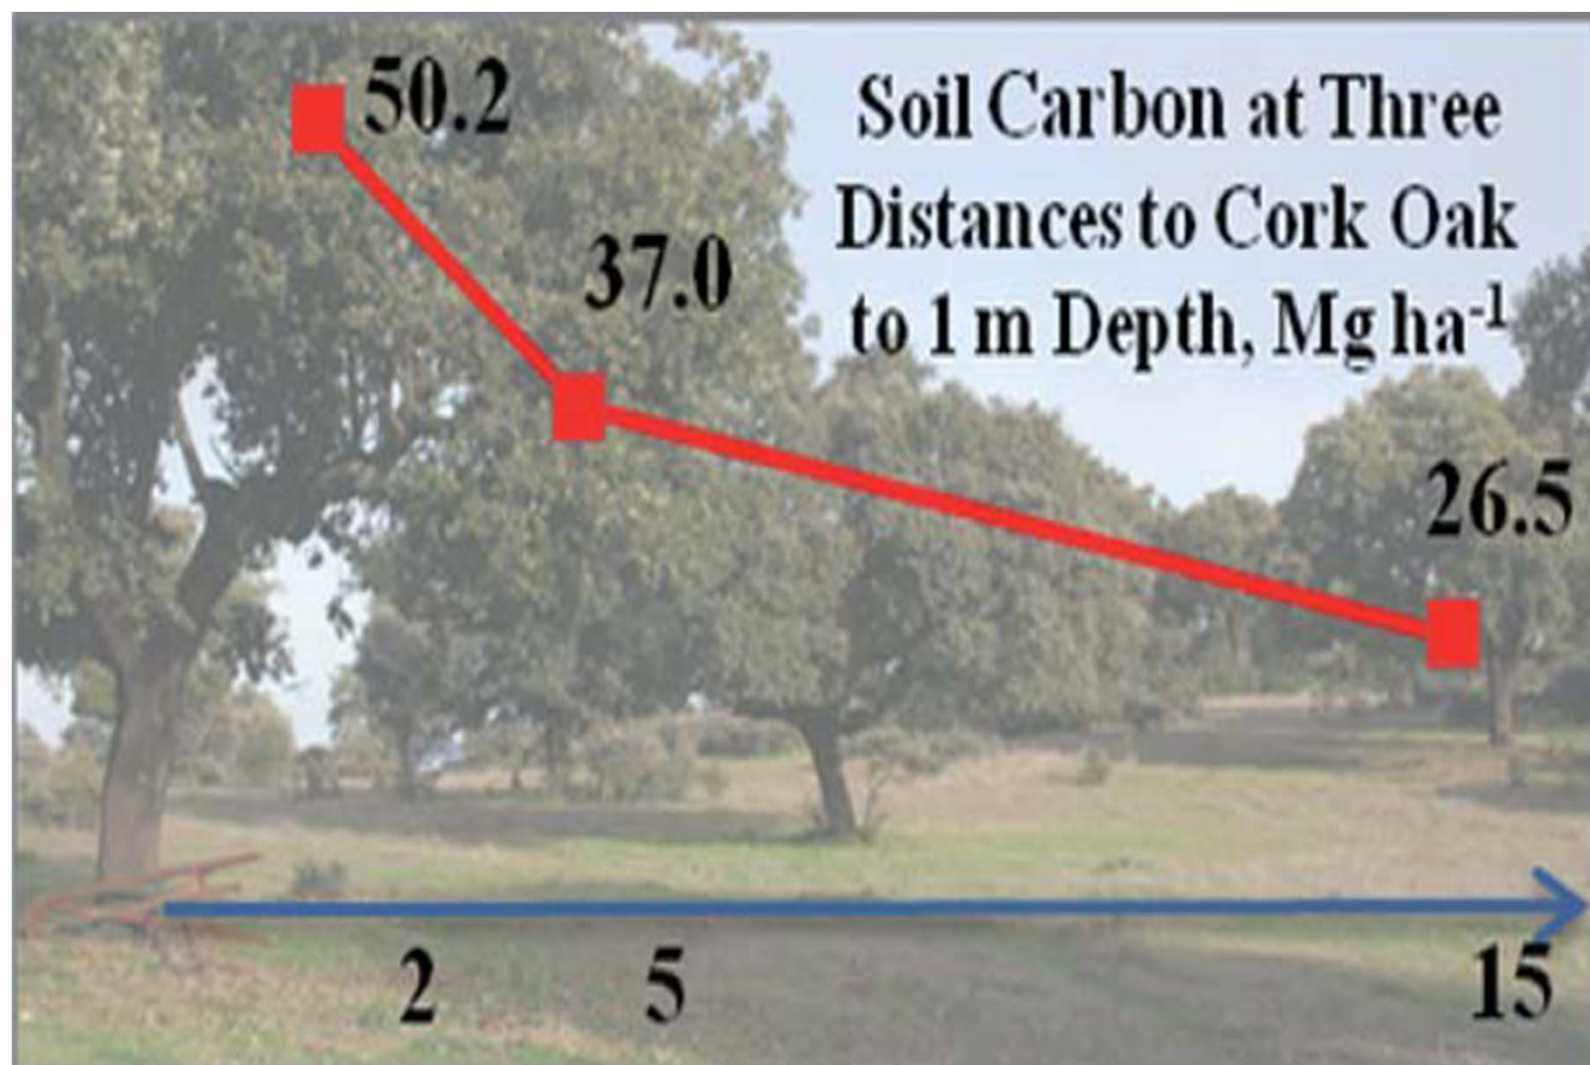 50.2
Soil Carbon at Three
Distances to Cork Oak
to 1 m Depth, Mg ha⁻¹
37.0
26.5
2 5 15